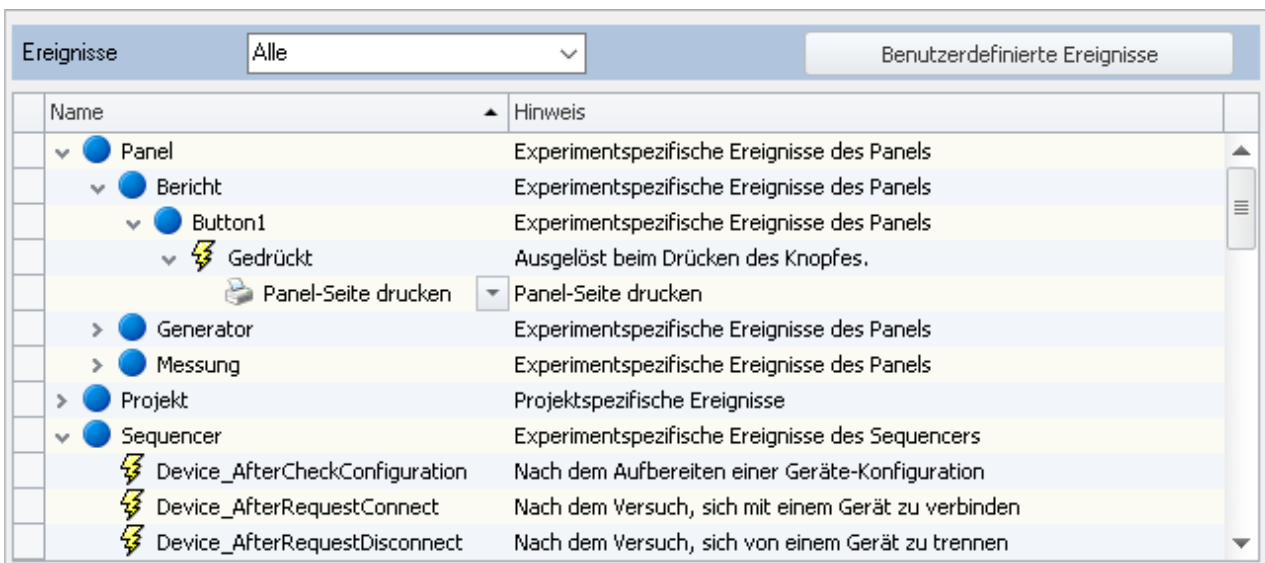 Ereignisse Alle Benutzerdefinierte Ereignisse
Name Hinweis
Panel Experimentspezifische Ereignisse des Panels
Bericht Experimentspezifische Ereignisse des Panels
Button1 Experimentspezifische Ereignisse des Panels
Gedrückt Ausgelöst beim Drücken des Knopfes.
Panel-Seite drucken Panel-Seite drucken
Generator Experimentspezifische Ereignisse des Panels
Messung Experimentspezifische Ereignisse des Panels
Projekt Projektspezifische Ereignisse
Sequencer Experimentspezifische Ereignisse des Sequencers
Device_AfterCheckConfiguration Nach dem Aufbereiten einer Geräte-Konfiguration
Device_AfterRequestConnect Nach dem Versuch, sich mit einem Gerät zu verbinden
Device_AfterRequestDisconnect Nach dem Versuch, sich von einem Gerät zu trennen